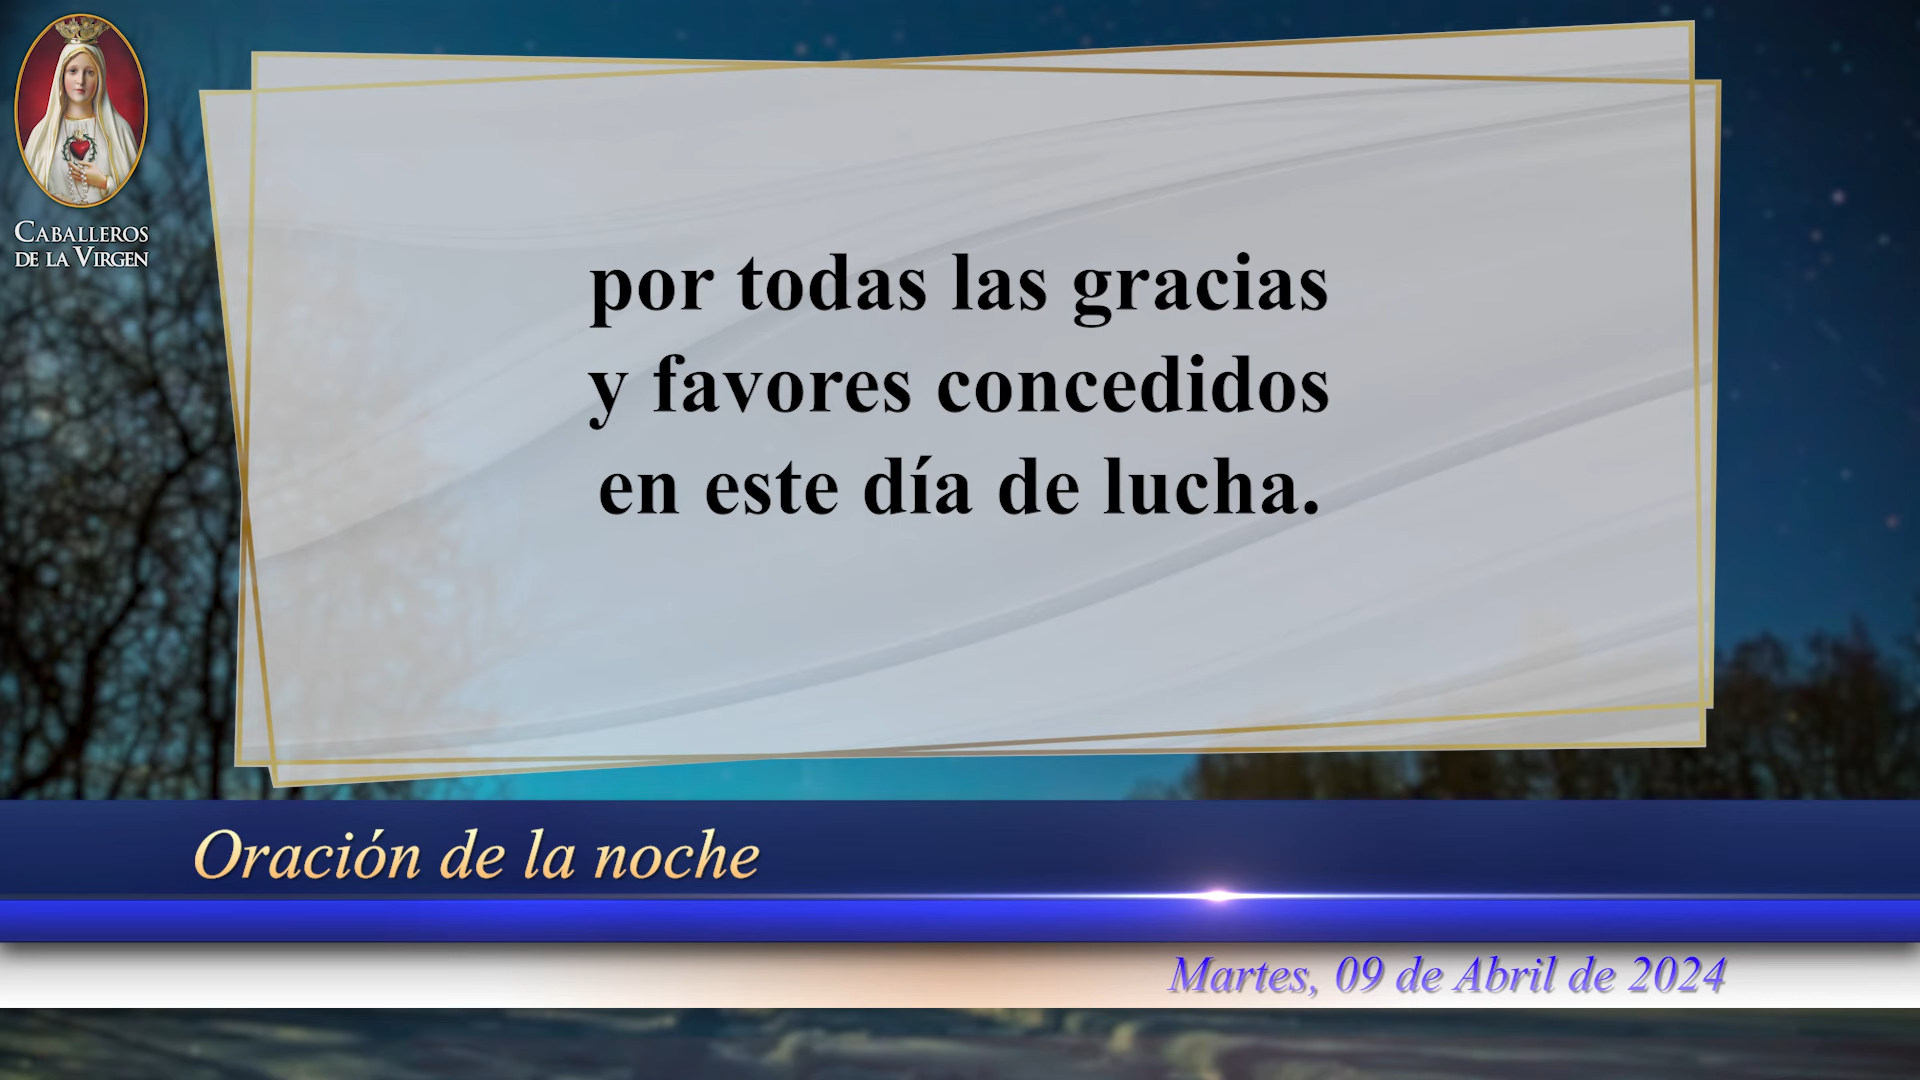 CABALLEROS
DE LA VIRGEN
por todas las gracias
y favores concedidos
en este día de lucha.
Oración de la noche
Martes, 09 de Abril de 2024